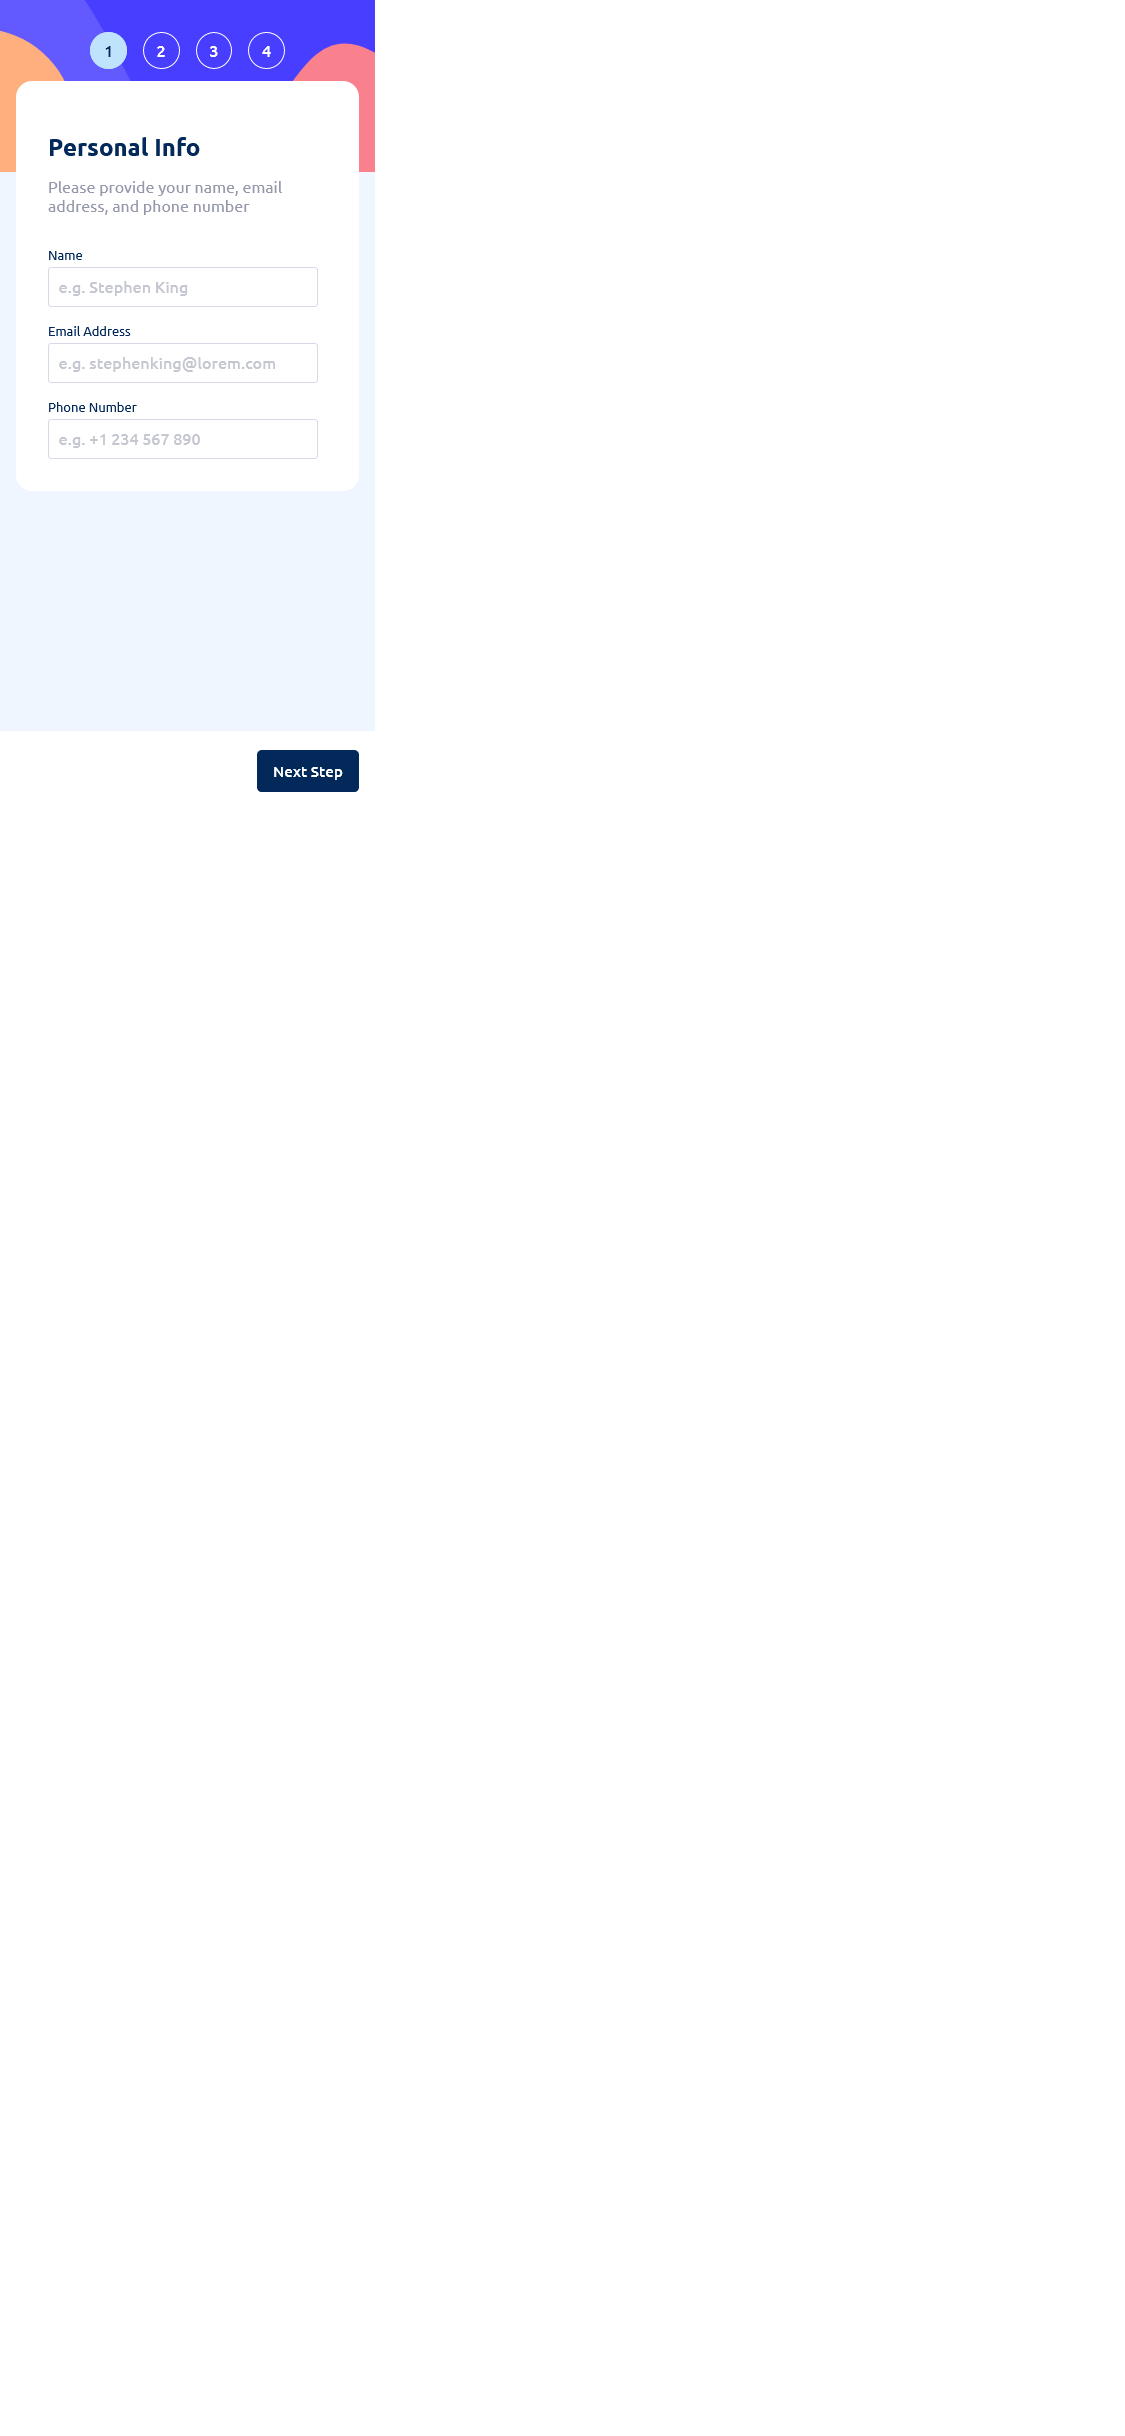 1 2 3 4
Personal Info
Please provide your name, email
address, and phone number
Name
e.g. Stephen King
Email Address
e.g. stephenking@lorem.com
Phone Number
e.g. +1 234 567 890
Next Step